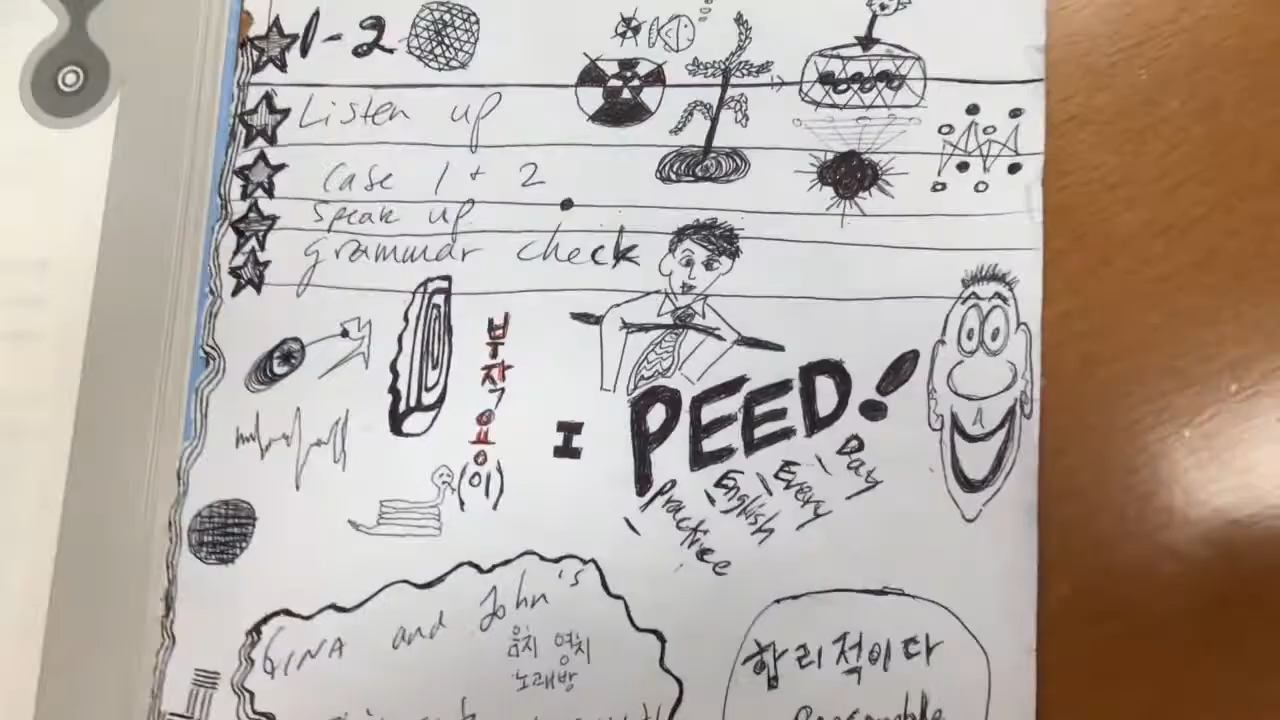 1-2
Listen up
case 1 + 2
speak up
grammar check
부작용
(이)
I PEED!
Practice English Every Day
GINA and John's
음치 영치
노래방
합리적이다
Reasonable